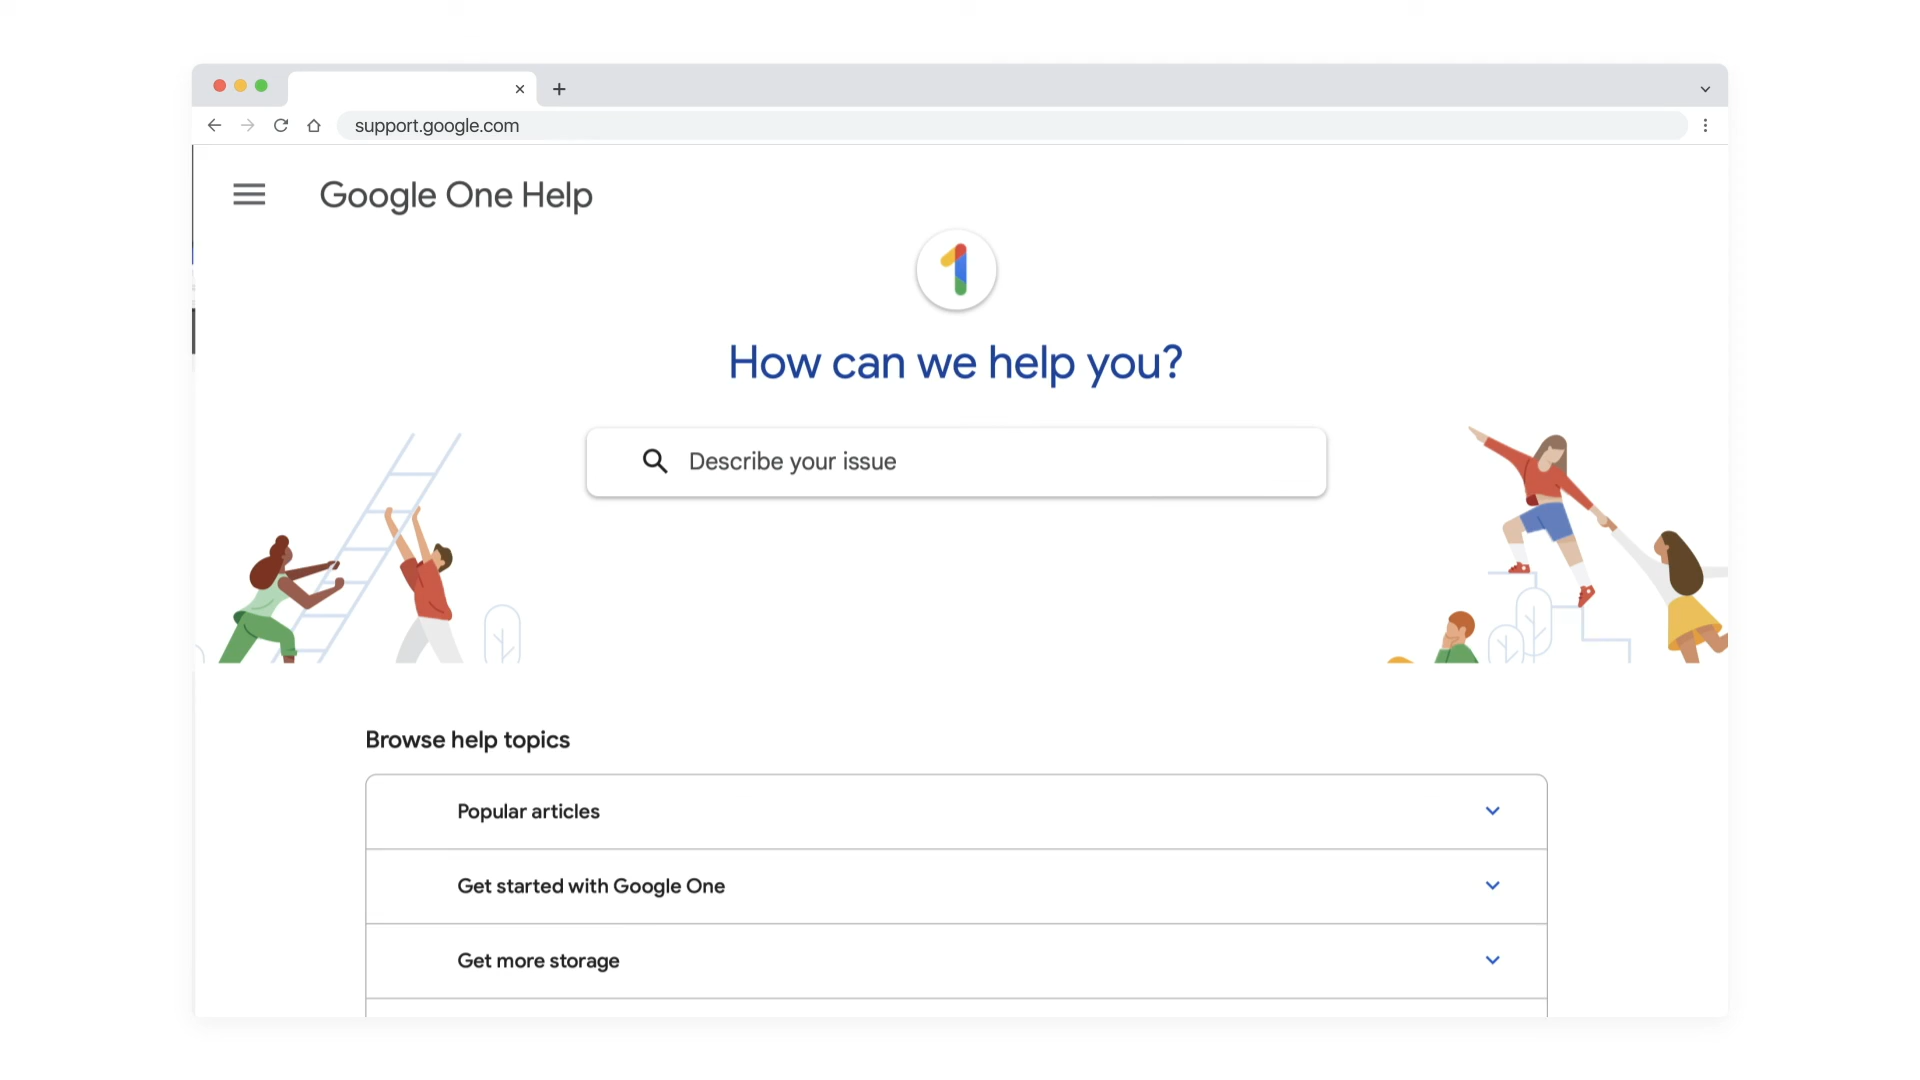 support.google.com
Google One Help
How can we help you?
Describe your issue
Browse help topics
Popular articles
Get started with Google One
Get more storage